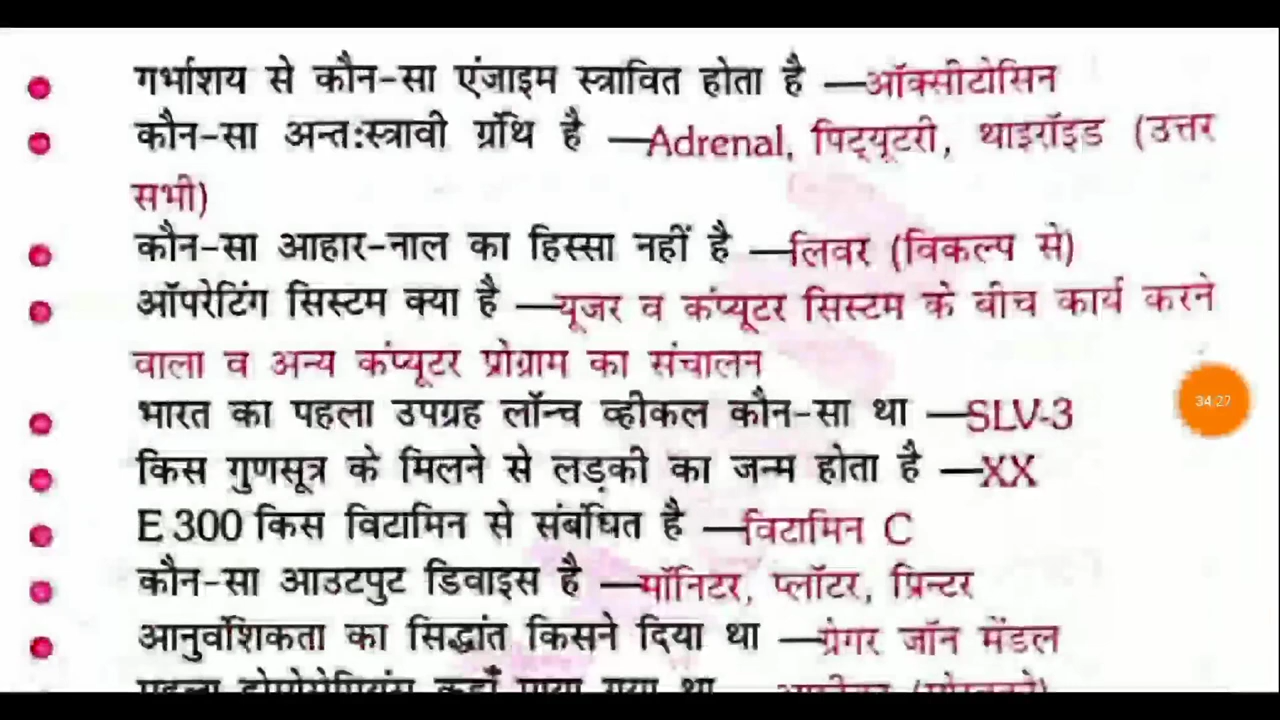 गर्भाशय से कौन-सा एंजाइम स्त्रावित होता है —ऑक्सीटोसिन
कौन-सा अन्त:स्त्रावी ग्रंथि है —Adrenal, पिट्यूटरी, थाइरॉइड (उत्तर
सभी)
कौन-सा आहार-नाल का हिस्सा नहीं है —लिवर (विकल्प से)
ऑपरेटिंग सिस्टम क्या है —यूजर व कंप्यूटर सिस्टम के बीच कार्य करने
वाला व अन्य कंप्यूटर प्रोग्राम का संचालन
34:27
भारत का पहला उपग्रह लॉन्च व्हीकल कौन-सा था —SLV-3
किस गुणसूत्र के मिलने से लड़की का जन्म होता है —XX
E 300 किस विटामिन से संबंधित है —विटामिन C
कौन-सा आउटपुट डिवाइस है —मॉनिटर, प्लॉटर, प्रिन्टर
आनुवंशिकता का सिद्धांत किसने दिया था —ग्रेगर जॉन मेंडल